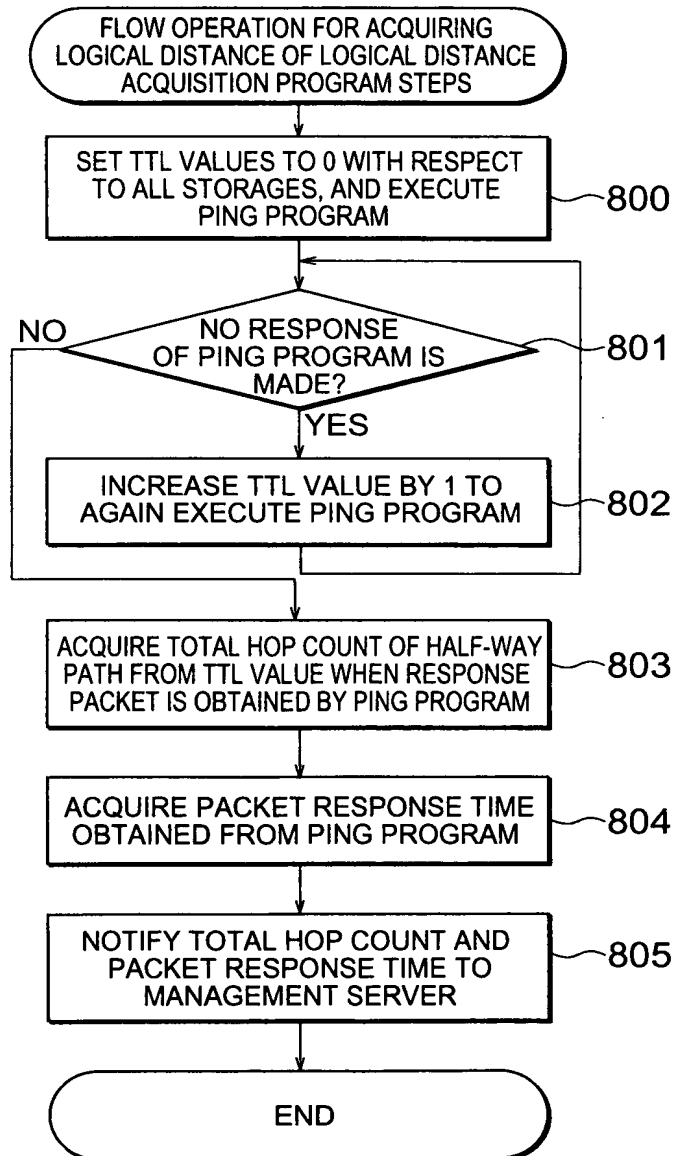 FLOW OPERATION FOR ACQUIRING
LOGICAL DISTANCE OF LOGICAL DISTANCE
ACQUISITION PROGRAM STEPS
SET TTL VALUES TO 0 WITH RESPECT
TO ALL STORAGES, AND EXECUTE
PING PROGRAM
800
NO
NO RESPONSE
OF PING PROGRAM IS
MADE?
801
YES
INCREASE TTL VALUE BY 1 TO
AGAIN EXECUTE PING PROGRAM
802
ACQUIRE TOTAL HOP COUNT OF HALF-WAY
PATH FROM TTL VALUE WHEN RESPONSE
PACKET IS OBTAINED BY PING PROGRAM
803
ACQUIRE PACKET RESPONSE TIME
OBTAINED FROM PING PROGRAM
804
NOTIFY TOTAL HOP COUNT AND
PACKET RESPONSE TIME TO
MANAGEMENT SERVER
805
END